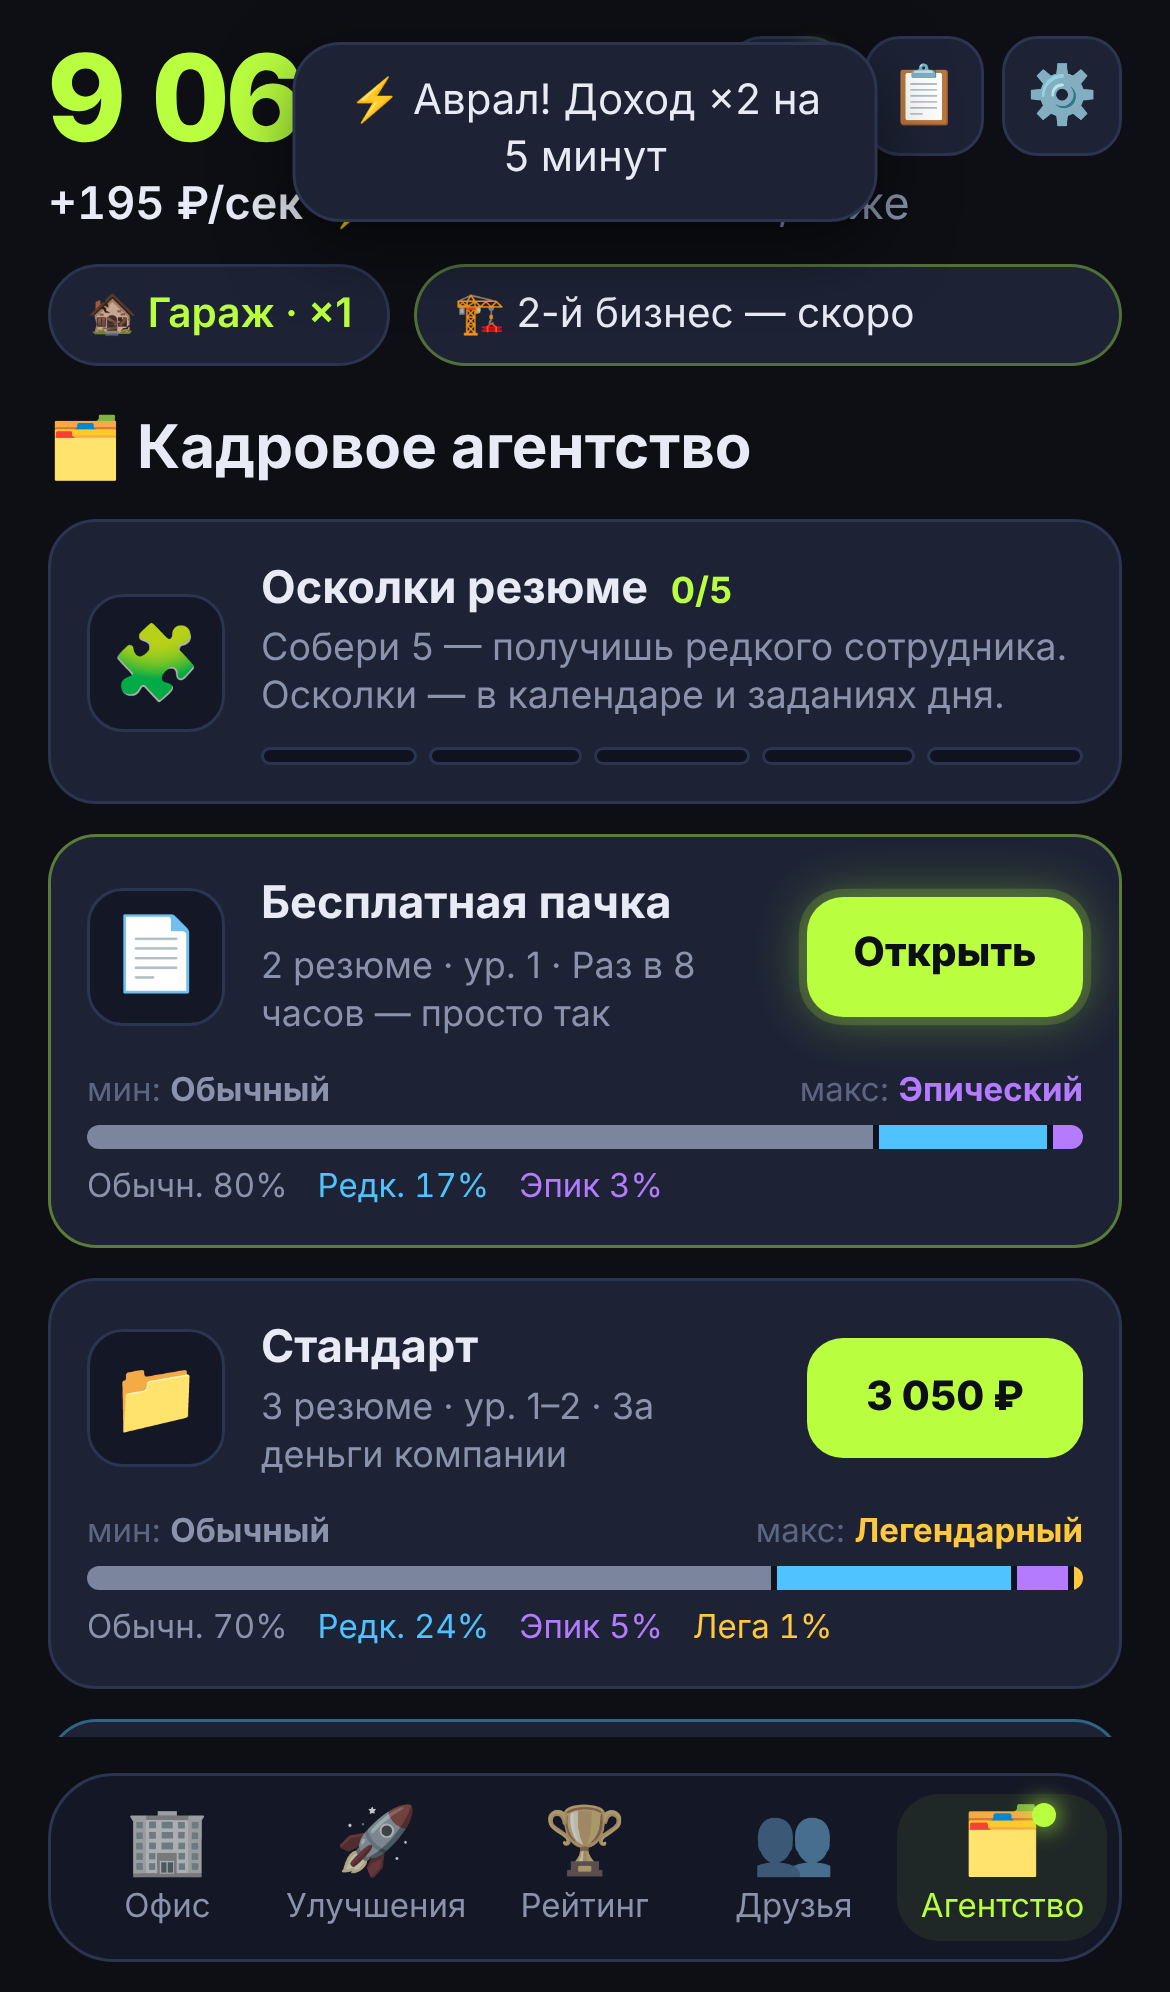 9 06
⚡ Аврал! Доход ×2 на
5 минут
+195 ₽/сек
Гараж · ×1
2-й бизнес — скоро
Кадровое агентство
Осколки резюме 0/5
Собери 5 — получишь редкого сотрудника.
Осколки — в календаре и заданиях дня.
Бесплатная пачка
2 резюме · ур. 1 · Раз в 8
часов — просто так
Открыть
мин: Обычный
макс: Эпический
Обычн. 80% Редк. 17% Эпик 3%
Стандарт
3 резюме · ур. 1–2 · За
деньги компании
3 050 ₽
мин: Обычный
макс: Легендарный
Обычн. 70% Редк. 24% Эпик 5% Лега 1%
Офис
Улучшения
Рейтинг
Друзья
Агентство